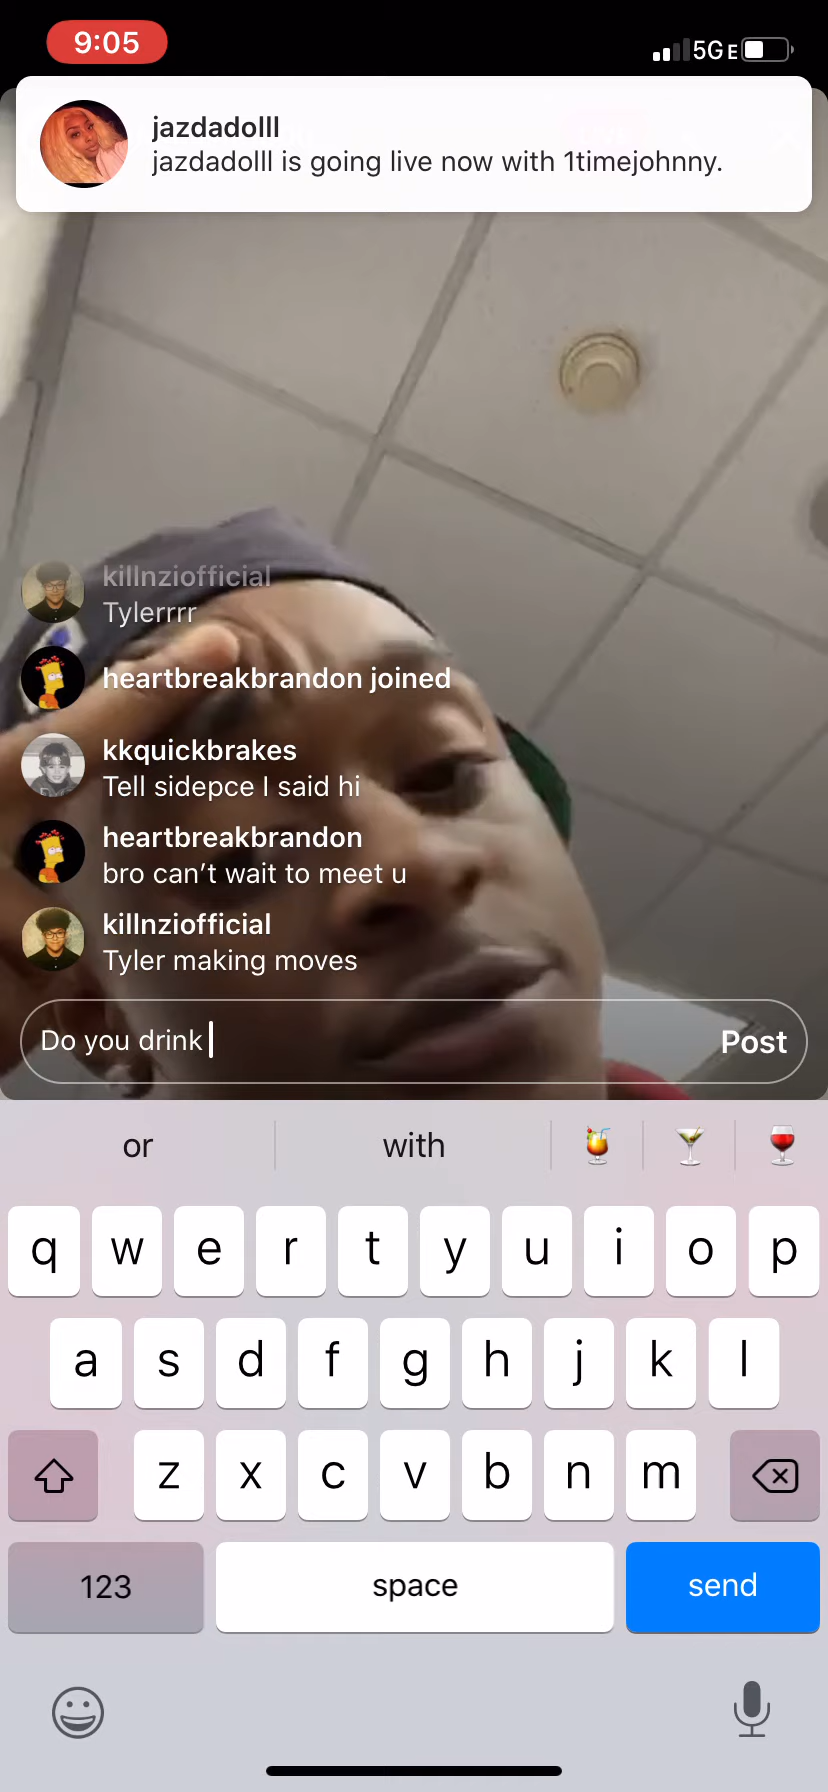 9:05
5G E
jazdadolll
jazdadolll is going live now with 1timejohnny.
killnziofficial
Tylerrrr
heartbreakbrandon joined
kkquickbrakes
Tell sidepce I said hi
heartbreakbrandon
bro can’t wait to meet u
killnziofficial
Tyler making moves
Do you drink
Post
or with
q w e r t y u i o p
a s d f g h j k l
z x c v b n m
123 space send